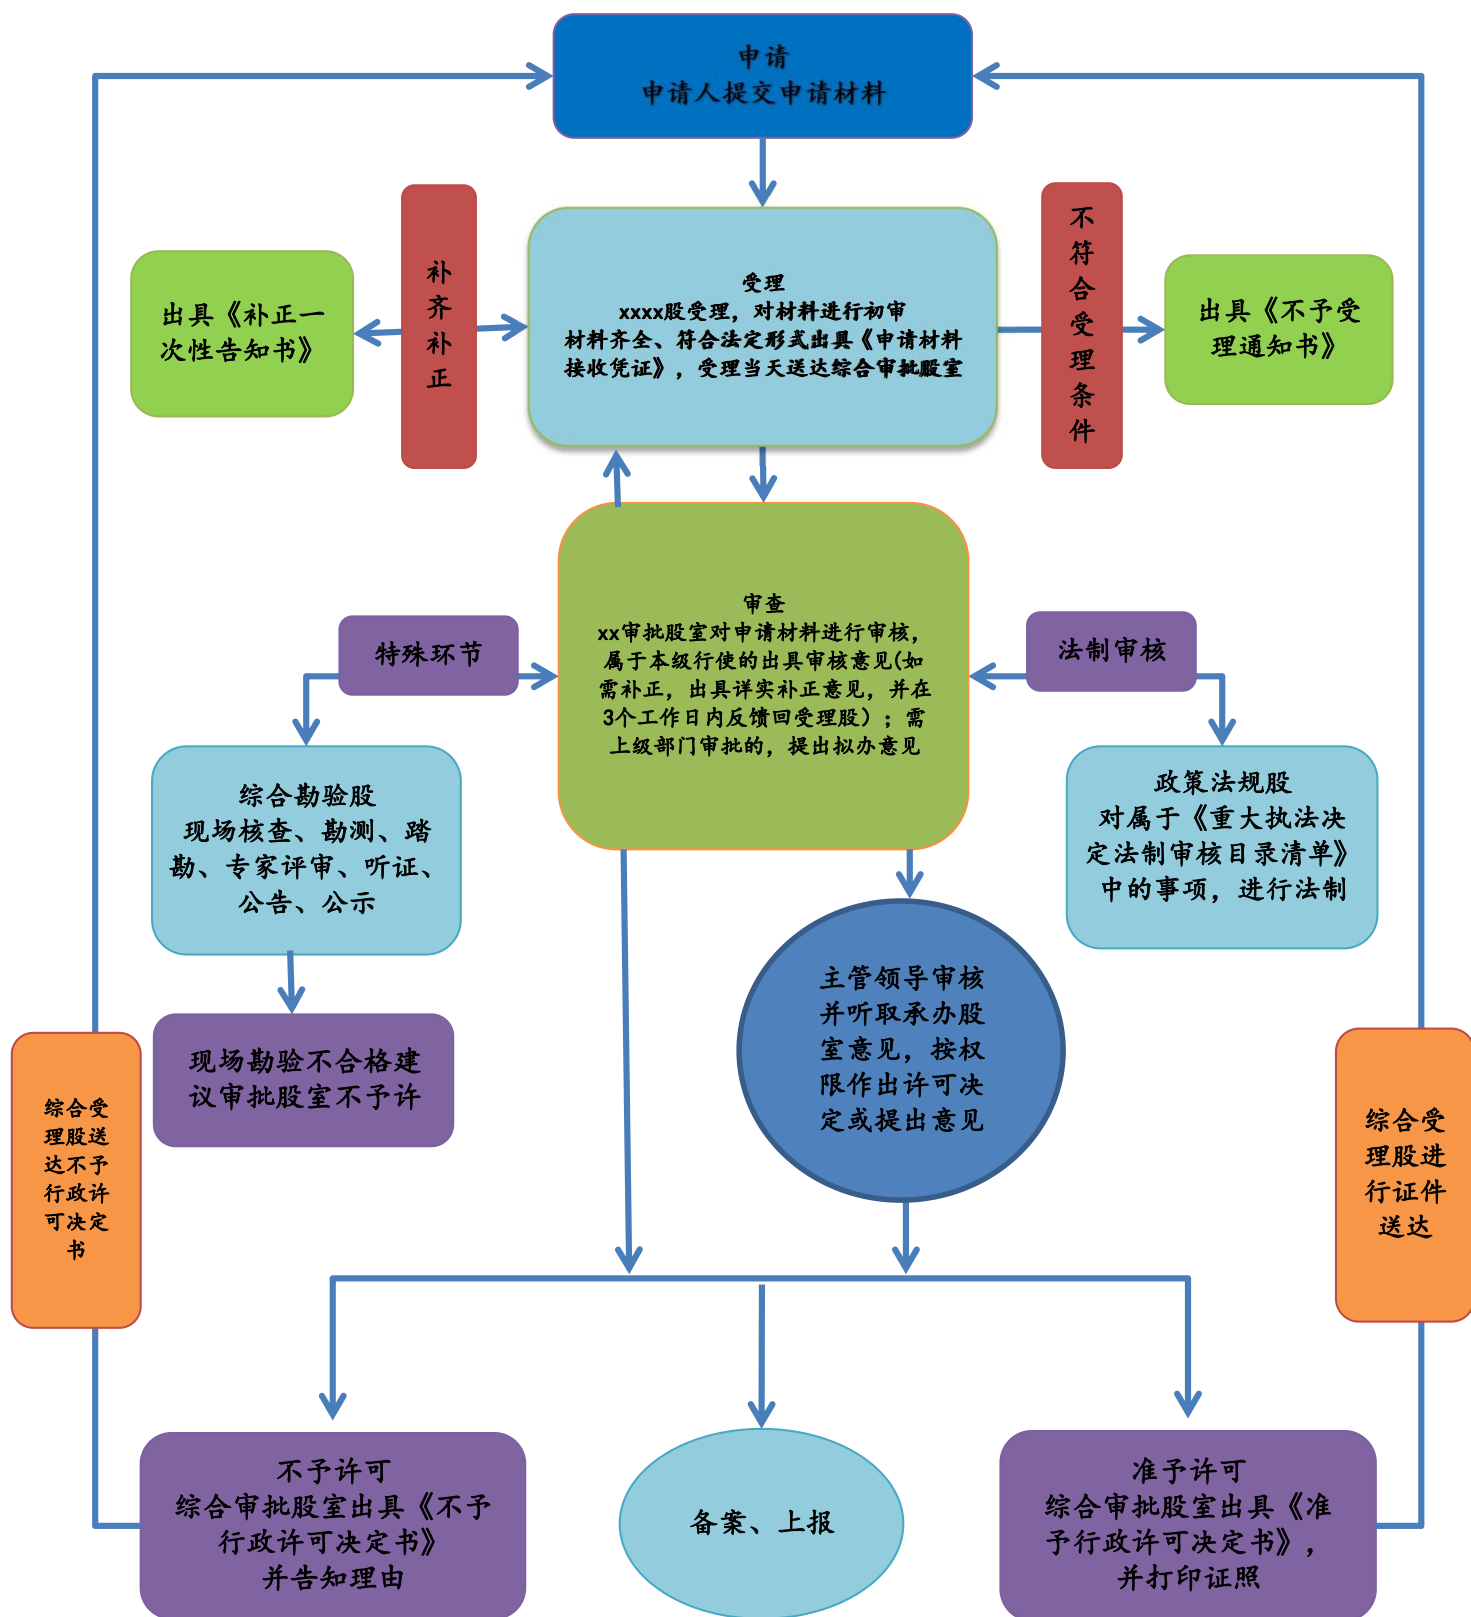 申请
申请人提交申请材料
补
齐
补
正
不
符
合
受
理
条
件
出具《补正一
次性告知书》
受理
xxxx股受理，对材料进行初审
材料齐全、符合法定形式出具《申请材料
接收凭证》，受理当天送达综合审批股室
出具《不予受
理通知书》
审查
xx审批股室对申请材料进行审核，
属于本级行使的出具审核意见(如
需补正，出具详实补正意见，并在
3个工作日内反馈回受理股）；需
上级部门审批的，提出拟办意见
特殊环节
法制审核
综合勘验股
现场核查、勘测、踏
勘、专家评审、听证、
公告、公示
政策法规股
对属于《重大执法决
定法制审核目录清单》
中的事项，进行法制
主管领导审核
并听取承办股
室意见，按权
限作出许可决
定或提出意见
现场勘验不合格建
议审批股室不予许
综合受
理股送
达不予
行政许
可决定
书
综合受
理股进
行证件
送达
不予许可
综合审批股室出具《不予
行政许可决定书》
并告知理由
备案、上报
准予许可
综合审批股室出具《准
予行政许可决定书》，
并打印证照